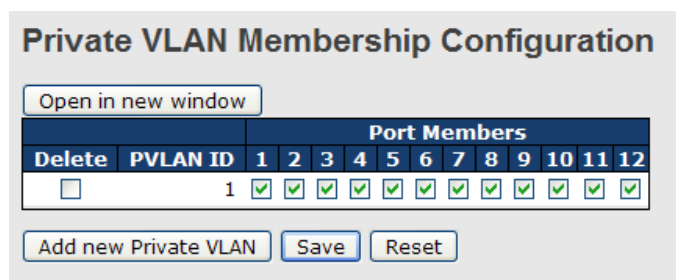 Private VLAN Membership Configuration
Open in new window
Port Members
Delete PVLAN ID 1 2 3 4 5 6 7 8 9 10 11 12
1
Add new Private VLAN Save Reset